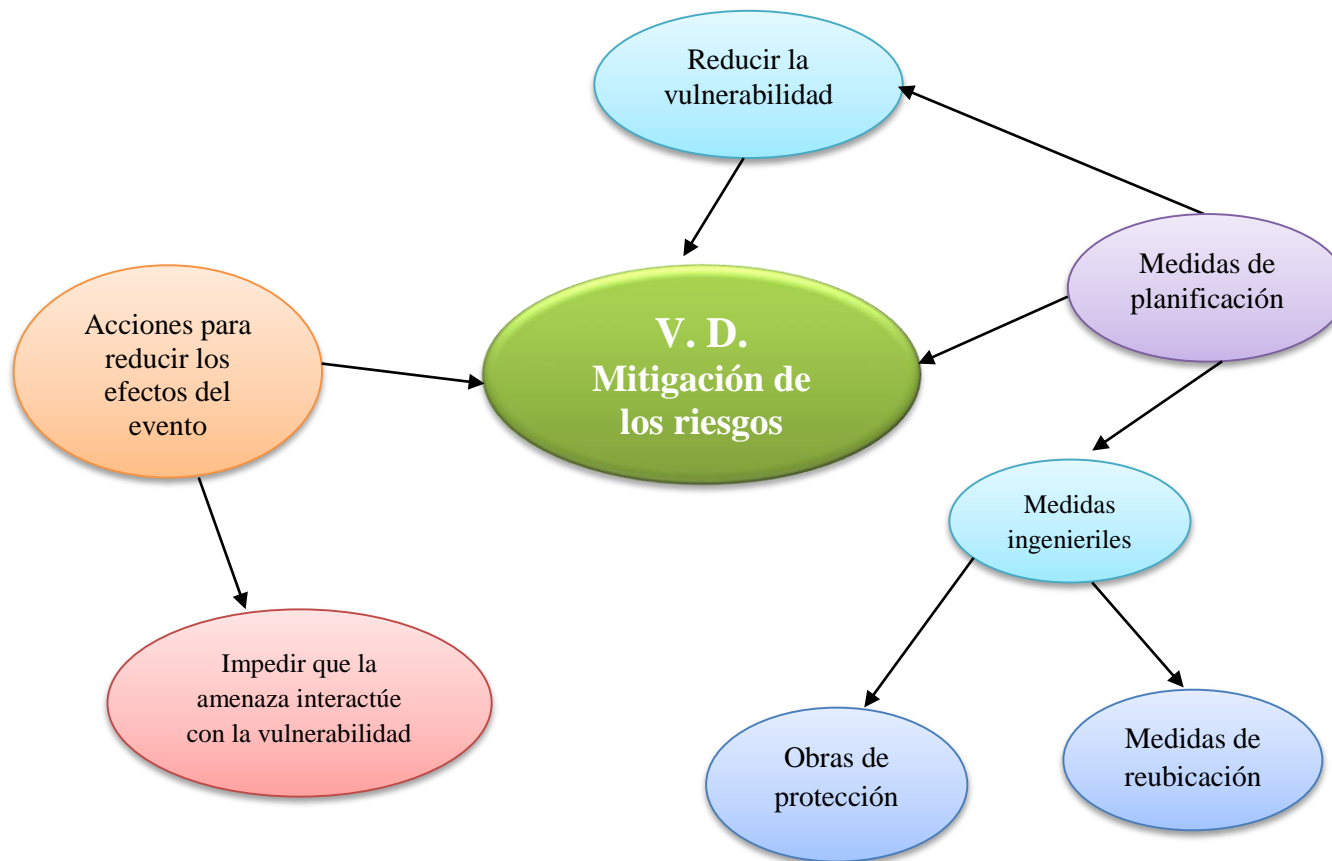 Reducir la
vulnerabilidad
Medidas de
planificación
Acciones para
reducir los
efectos del
evento
V. D.
Mitigación de
los riesgos
Medidas
ingenieriles
Impedir que la
amenaza interactúe
con la vulnerabilidad
Obras de
protección
Medidas de
reubicación